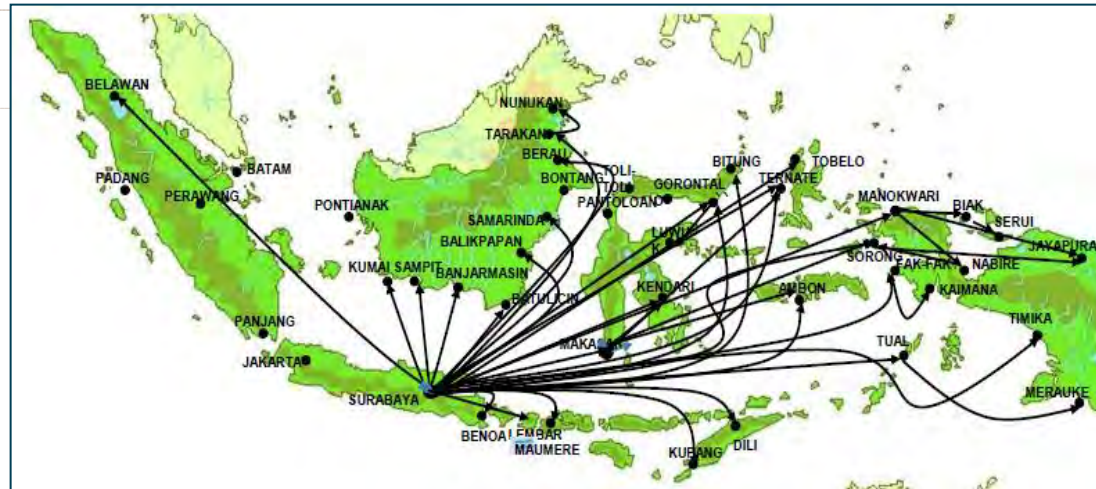 BELAWAN
NUNUKAN
TARAKAN
BERAU
BITUNG
TOBELO
BATAM
PADANG
PERAWANG
BONTANG
TOLI-
TOLI
GORONTAL
O
TERNATE
MANOKWARI
BIAK
PONTIANAK
SAMARINDA
PANTOLOAN
SERUI
BALIKPAPAN
LUWU
K
JAYAPURA
SORONG
KUMAI
SAMPIT
BANJARMASIN
FAK-FAK
NABIRE
BATULICIN
KENDARI
AMBON
KAIMANA
PANJANG
TIMIKA
MAKASAR
TUAL
JAKARTA
SURABAYA
MERAUKE
BENOA
LEMBAR
DILI
MAUMERE
KUPANG